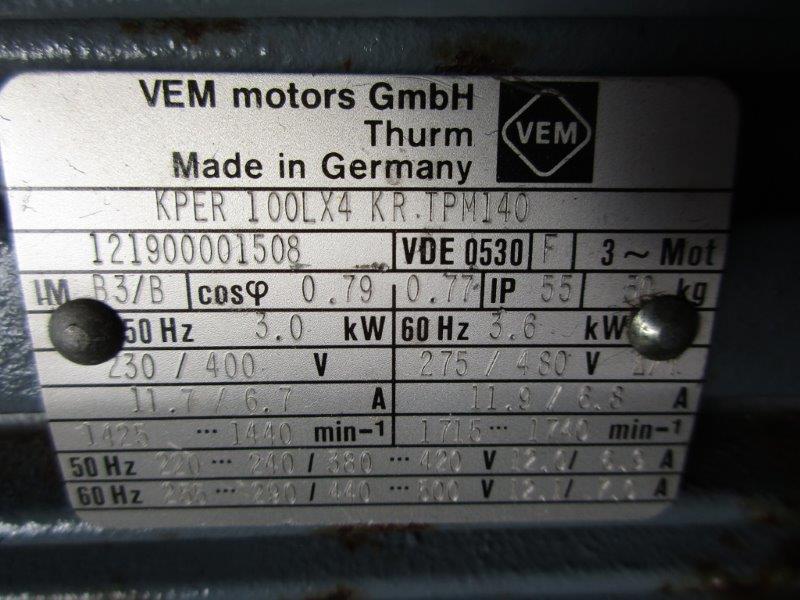 VEM motors GmbH
Thurm
VEM
Made in Germany
KPER 100LX4 KR.TPM140
121900001508 VDE 0530 F 3 ~ Mot
IM B3/B cosφ 0.79 0.77 IP 55 kg
50 Hz 3.0 kW 60 Hz 3.6 kW
230 / 400 V 275 / 480 V
11.7 / 6.7 A 11.9 / 6.8 A
1425 ... 1440 min-1 1715 ... 1740 min-1
50 Hz 220 ... 240 / 380 ... 420 V A
60 Hz ... 290 / 440 ... 500 V A